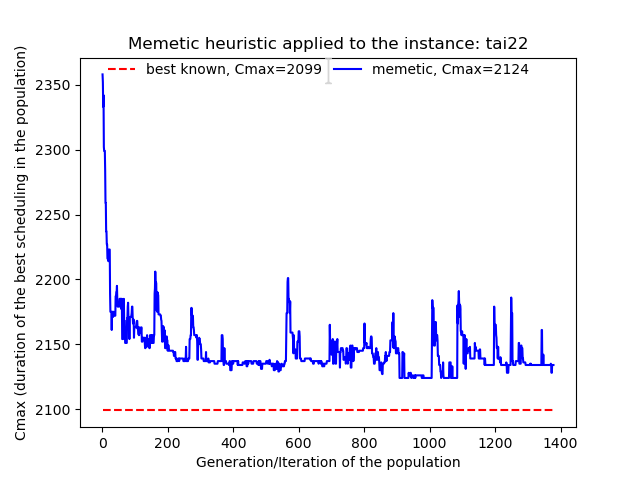 Memetic heuristic applied to the instance: tai22
best known, Cmax=2099 memetic, Cmax=2124
Cmax (duration of the best scheduling in the population)
2350
2300
2250
2200
2150
2100
0 200 400 600 800 1000 1200 1400
Generation/Iteration of the population